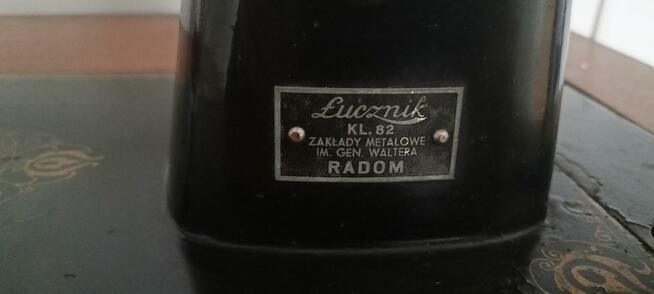 Łucznik
KL. 82
ZAKŁADY METALOWE
IM. GEN. WALTERA
RADOM